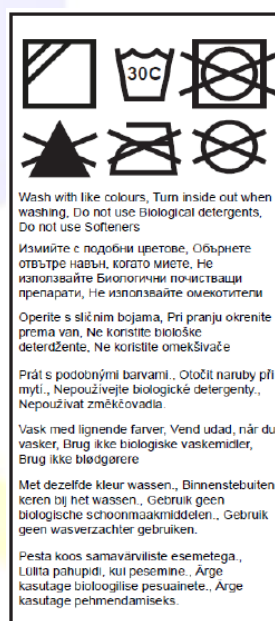 30C
Wash with like colours, Turn inside out when
washing, Do not use Biological detergents,
Do not use Softeners
Измийте с подобни цветове, Обърнете
отвътре навън, когато миете, Не
използвайте Биологични почистващи
препарати, Не използвайте омекотители
Operite s sličnim bojama, Pri pranju okrenite
prema van, Ne koristite biološke
deterdžente, Ne koristite omekšivače
Prát s podobnými barvami., Otočit naruby při
mytí., Nepoužívejte biologické detergenty.,
Nepoužívat změkčovadla.
Vask med lignende farver, Vend udad, når du
vasker, Brug ikke biologiske vaskemidler,
Brug ikke blødgørere
Met dezelfde kleur wassen., Binnenstebuiten
keren bij het wassen., Gebruik geen
biologische schoonmaakmiddelen., Gebruik
geen wasverzachter gebruiken.
Pesta koos samavärviliste esemetega.,
Lülita pahupidi, kui pesemine., Ärge
kasutage bioloogilise pesuainete., Ärge
kasutage pehmendamiseks.